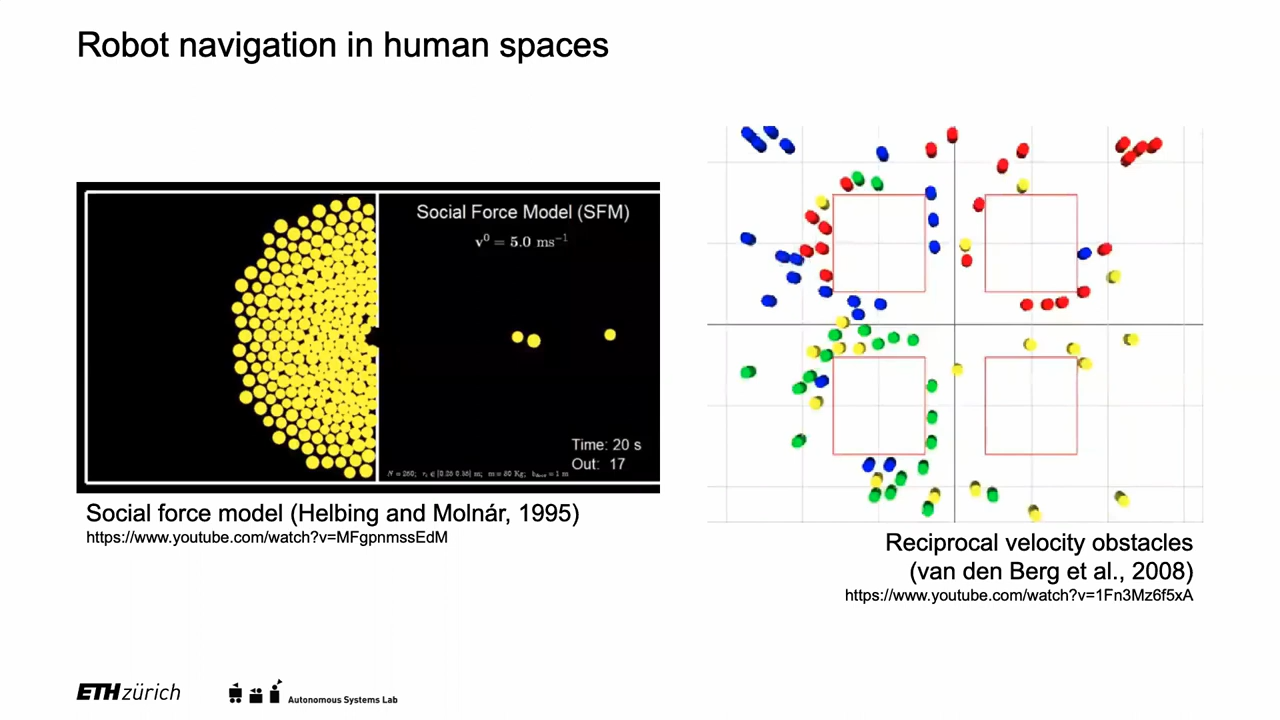 Robot navigation in human spaces
Social Force Model (SFM)
v⁰ = 5.0 ms⁻¹
Time: 20 s
Out: 17
Social force model (Helbing and Molnár, 1995)
https://www.youtube.com/watch?v=MFgpnmssEdM
Reciprocal velocity obstacles
(van den Berg et al., 2008)
https://www.youtube.com/watch?v=1Fn3Mz6f5xA
ETH zürich
Autonomous Systems Lab